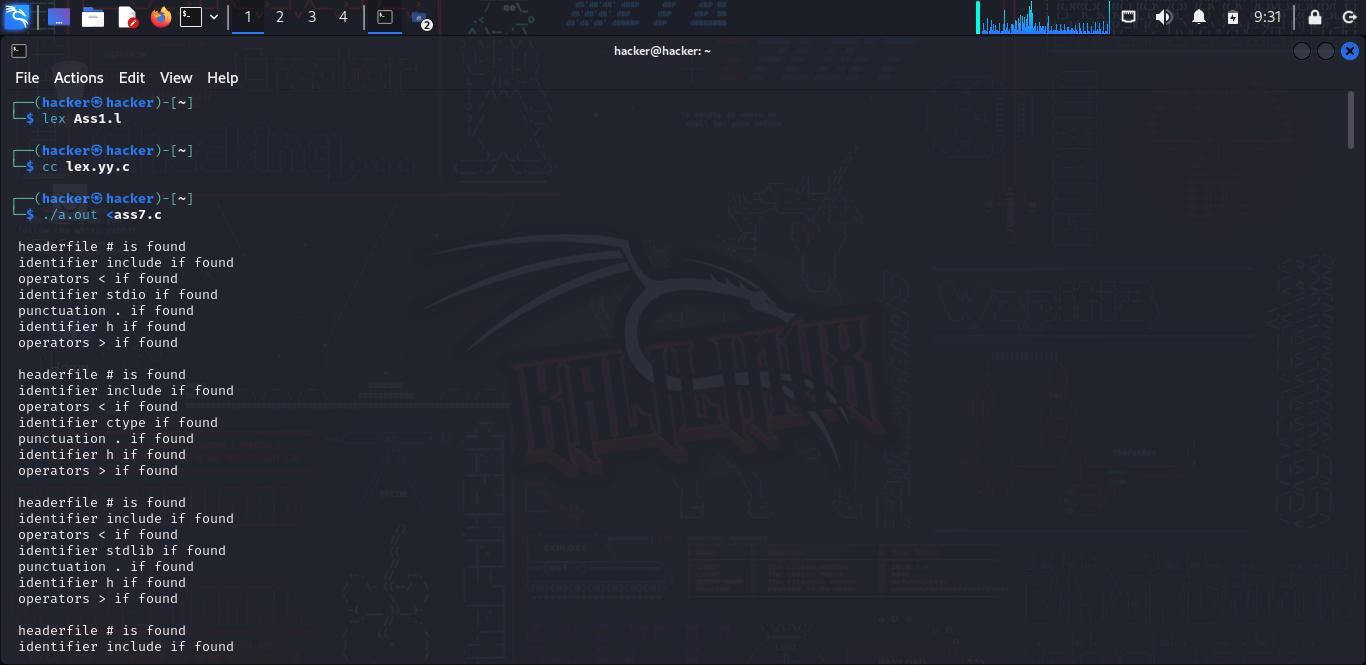 1 2 3 4 2 9:31
hacker@hacker: ~
File Actions Edit View Help
┌──(hacker㉿hacker)-[~]
└─$ lex Ass1.l
┌──(hacker㉿hacker)-[~]
└─$ cc lex.yy.c
┌──(hacker㉿hacker)-[~]
└─$ ./a.out <ass7.c
headerfile # is found
identifier include if found
operators < if found
identifier stdio if found
punctuation . if found
identifier h if found
operators > if found
headerfile # is found
identifier include if found
operators < if found
identifier ctype if found
punctuation . if found
identifier h if found
operators > if found
headerfile # is found
identifier include if found
operators < if found
identifier stdlib if found
punctuation . if found
identifier h if found
operators > if found
headerfile # is found
identifier include if found
KALI LINUX